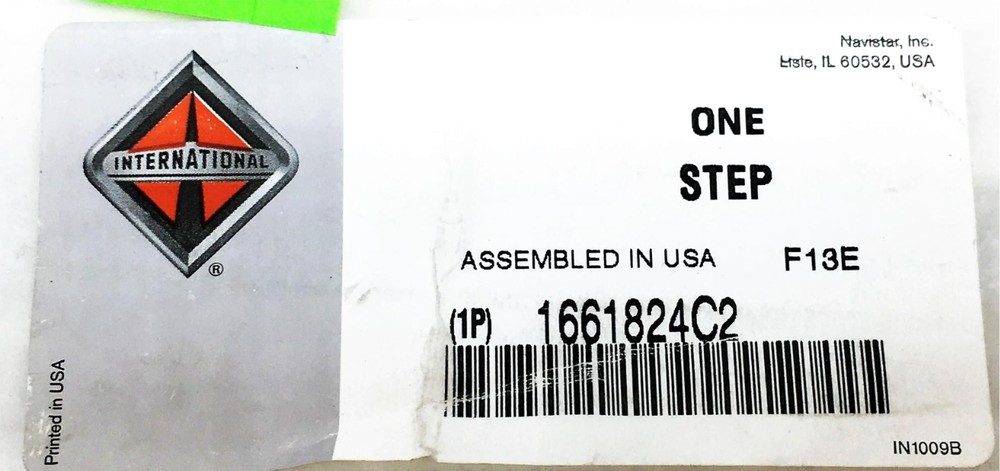 INTERNATIONAL
®
Printed in USA
Navistar, Inc.
Lisle, IL 60532, USA
ONE
STEP
ASSEMBLED IN USA F13E
(1P) 1661824C2
IN1009B